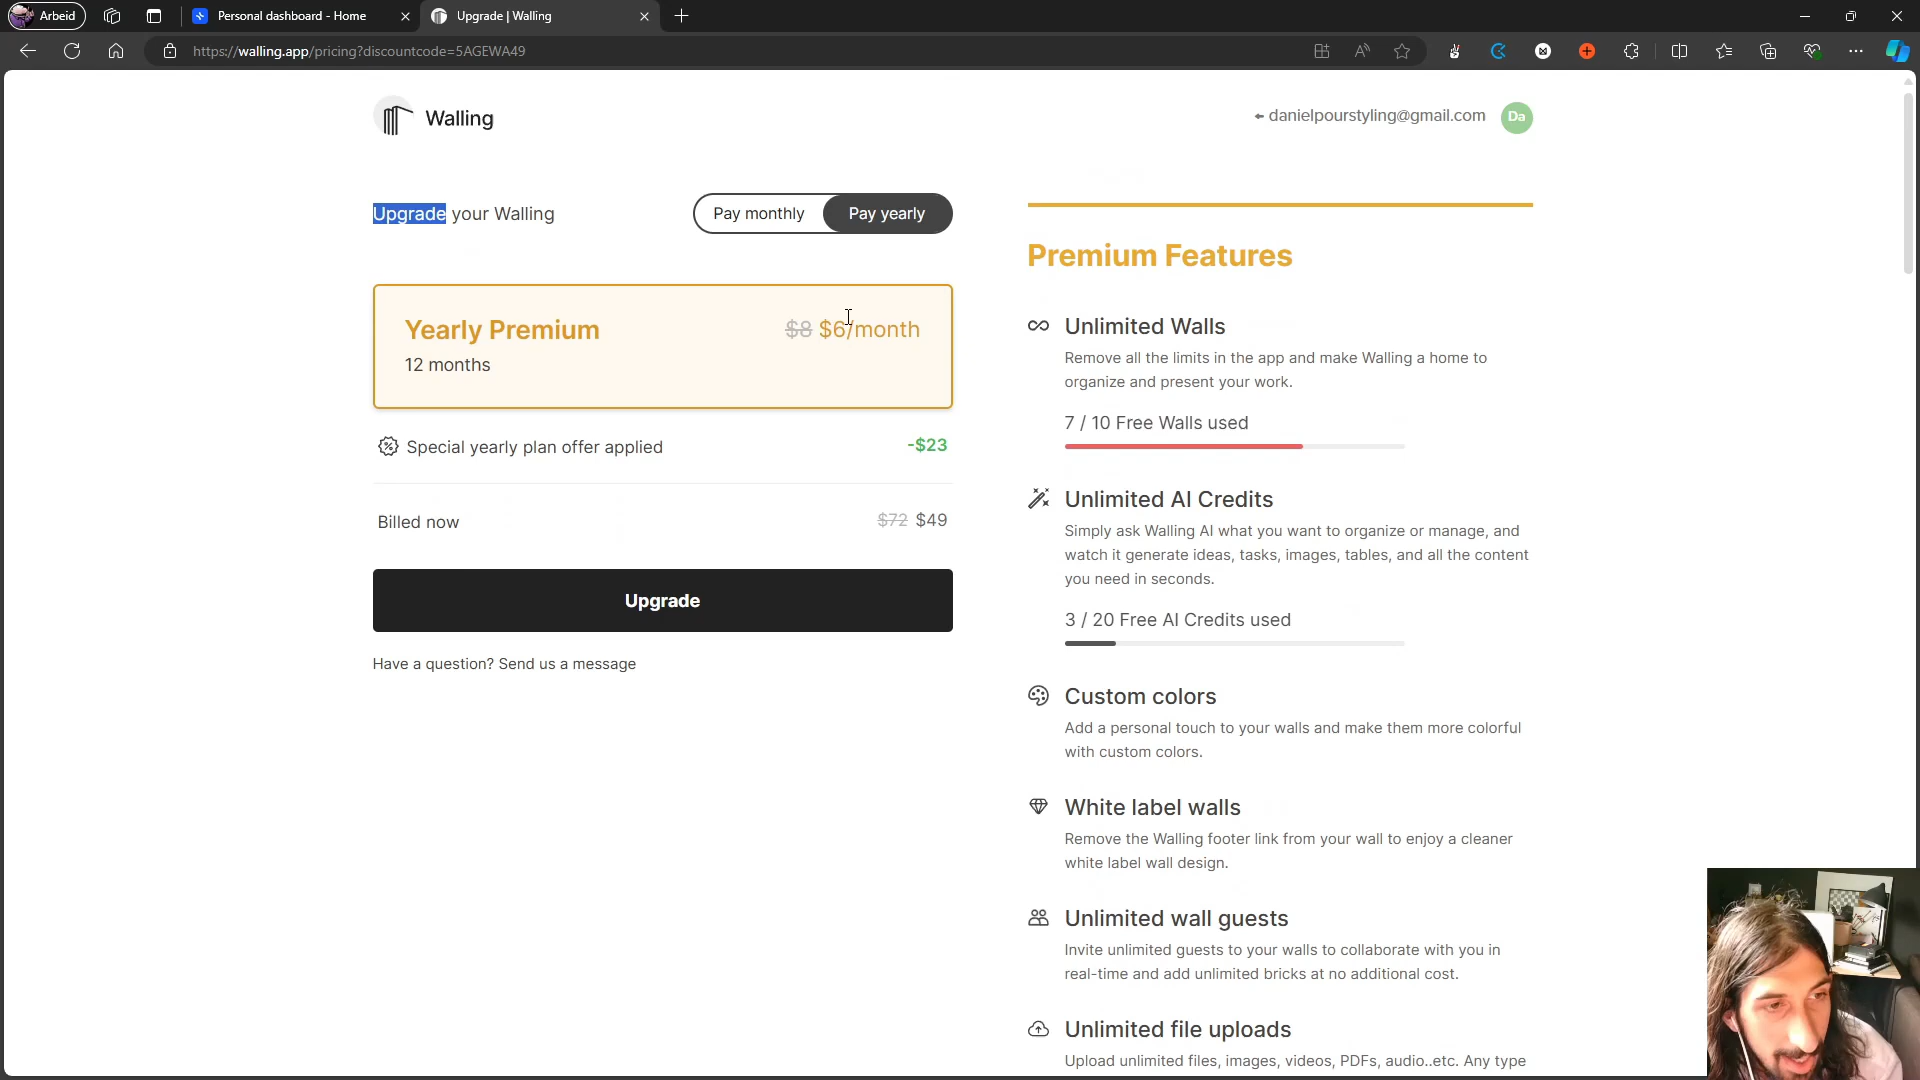 Arbeid
Personal dashboard - Home
Upgrade | Walling
https://walling.app/pricing?discountcode=5AGEWA49
Walling
danielpourstyling@gmail.com
Da
Upgrade your Walling
Pay monthly
Pay yearly
Yearly Premium
$8 $6/month
12 months
Special yearly plan offer applied
-$23
Billed now
$72 $49
Upgrade
Have a question? Send us a message
Premium Features
Unlimited Walls
Remove all the limits in the app and make Walling a home to
organize and present your work.
7 / 10 Free Walls used
Unlimited AI Credits
Simply ask Walling AI what you want to organize or manage, and
watch it generate ideas, tasks, images, tables, and all the content
you need in seconds.
3 / 20 Free AI Credits used
Custom colors
Add a personal touch to your walls and make them more colorful
with custom colors.
White label walls
Remove the Walling footer link from your wall to enjoy a cleaner
white label wall design.
Unlimited wall guests
Invite unlimited guests to your walls to collaborate with you in
real-time and add unlimited bricks at no additional cost.
Unlimited file uploads
Upload unlimited files, images, videos, PDFs, audio..etc. Any type